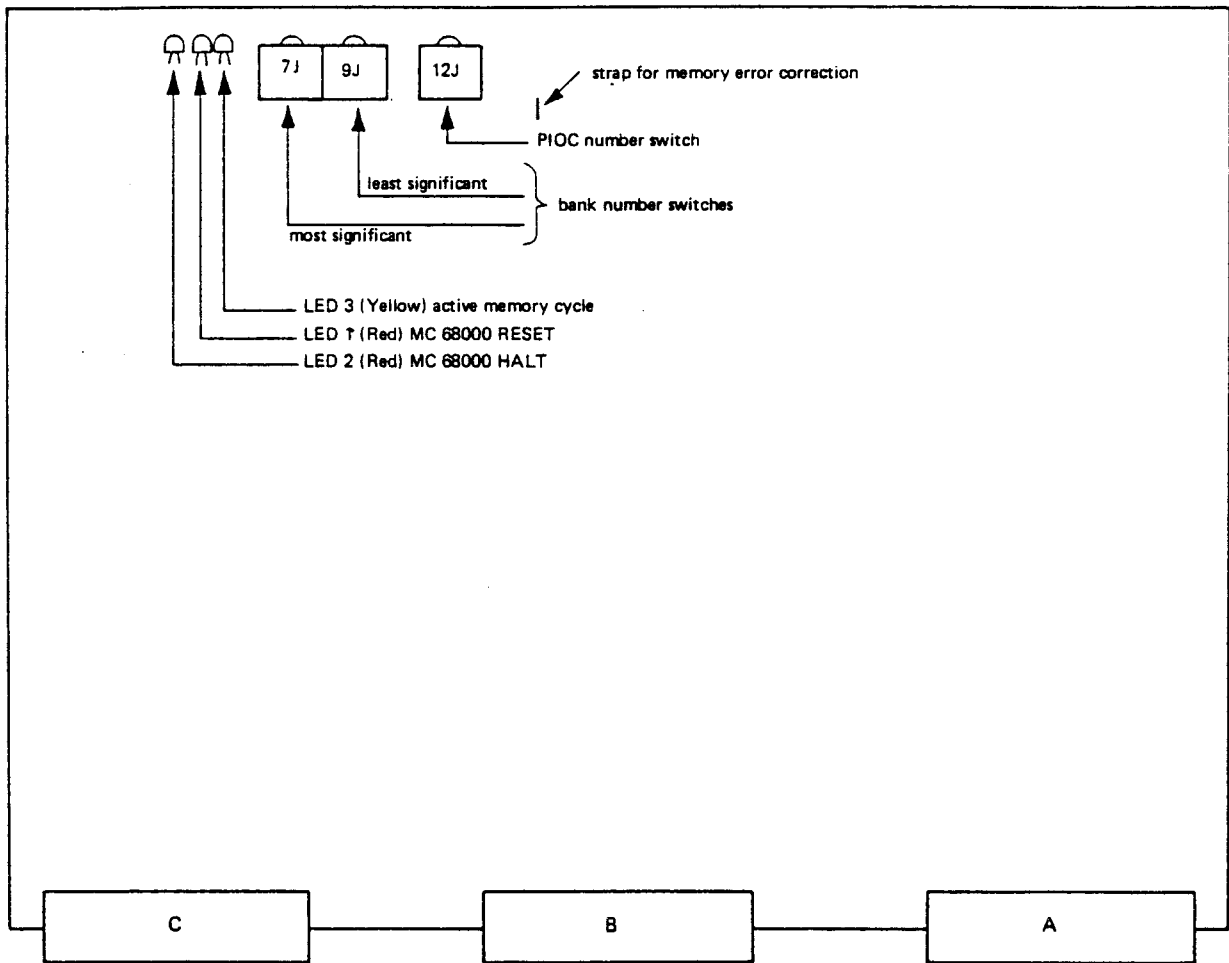 7J
9J
12J
strap for memory error correction
PIOC number switch
least significant
bank number switches
most significant
LED 3 (Yellow) active memory cycle
LED 1 (Red) MC 68000 RESET
LED 2 (Red) MC 68000 HALT
C
B
A